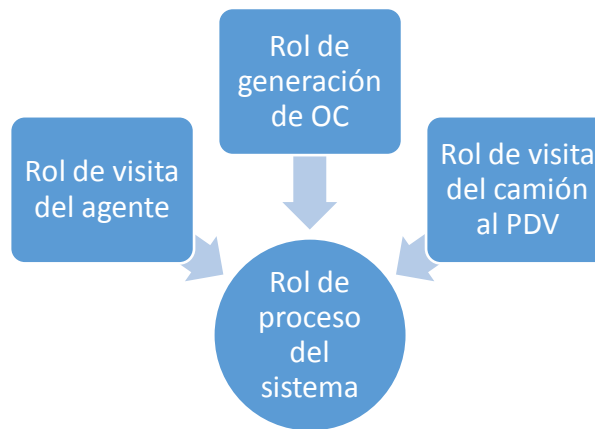 Rol de
generación
de OC
Rol de visita
del agente
Rol de visita
del camión
al PDV
Rol de
proceso
del
sistema